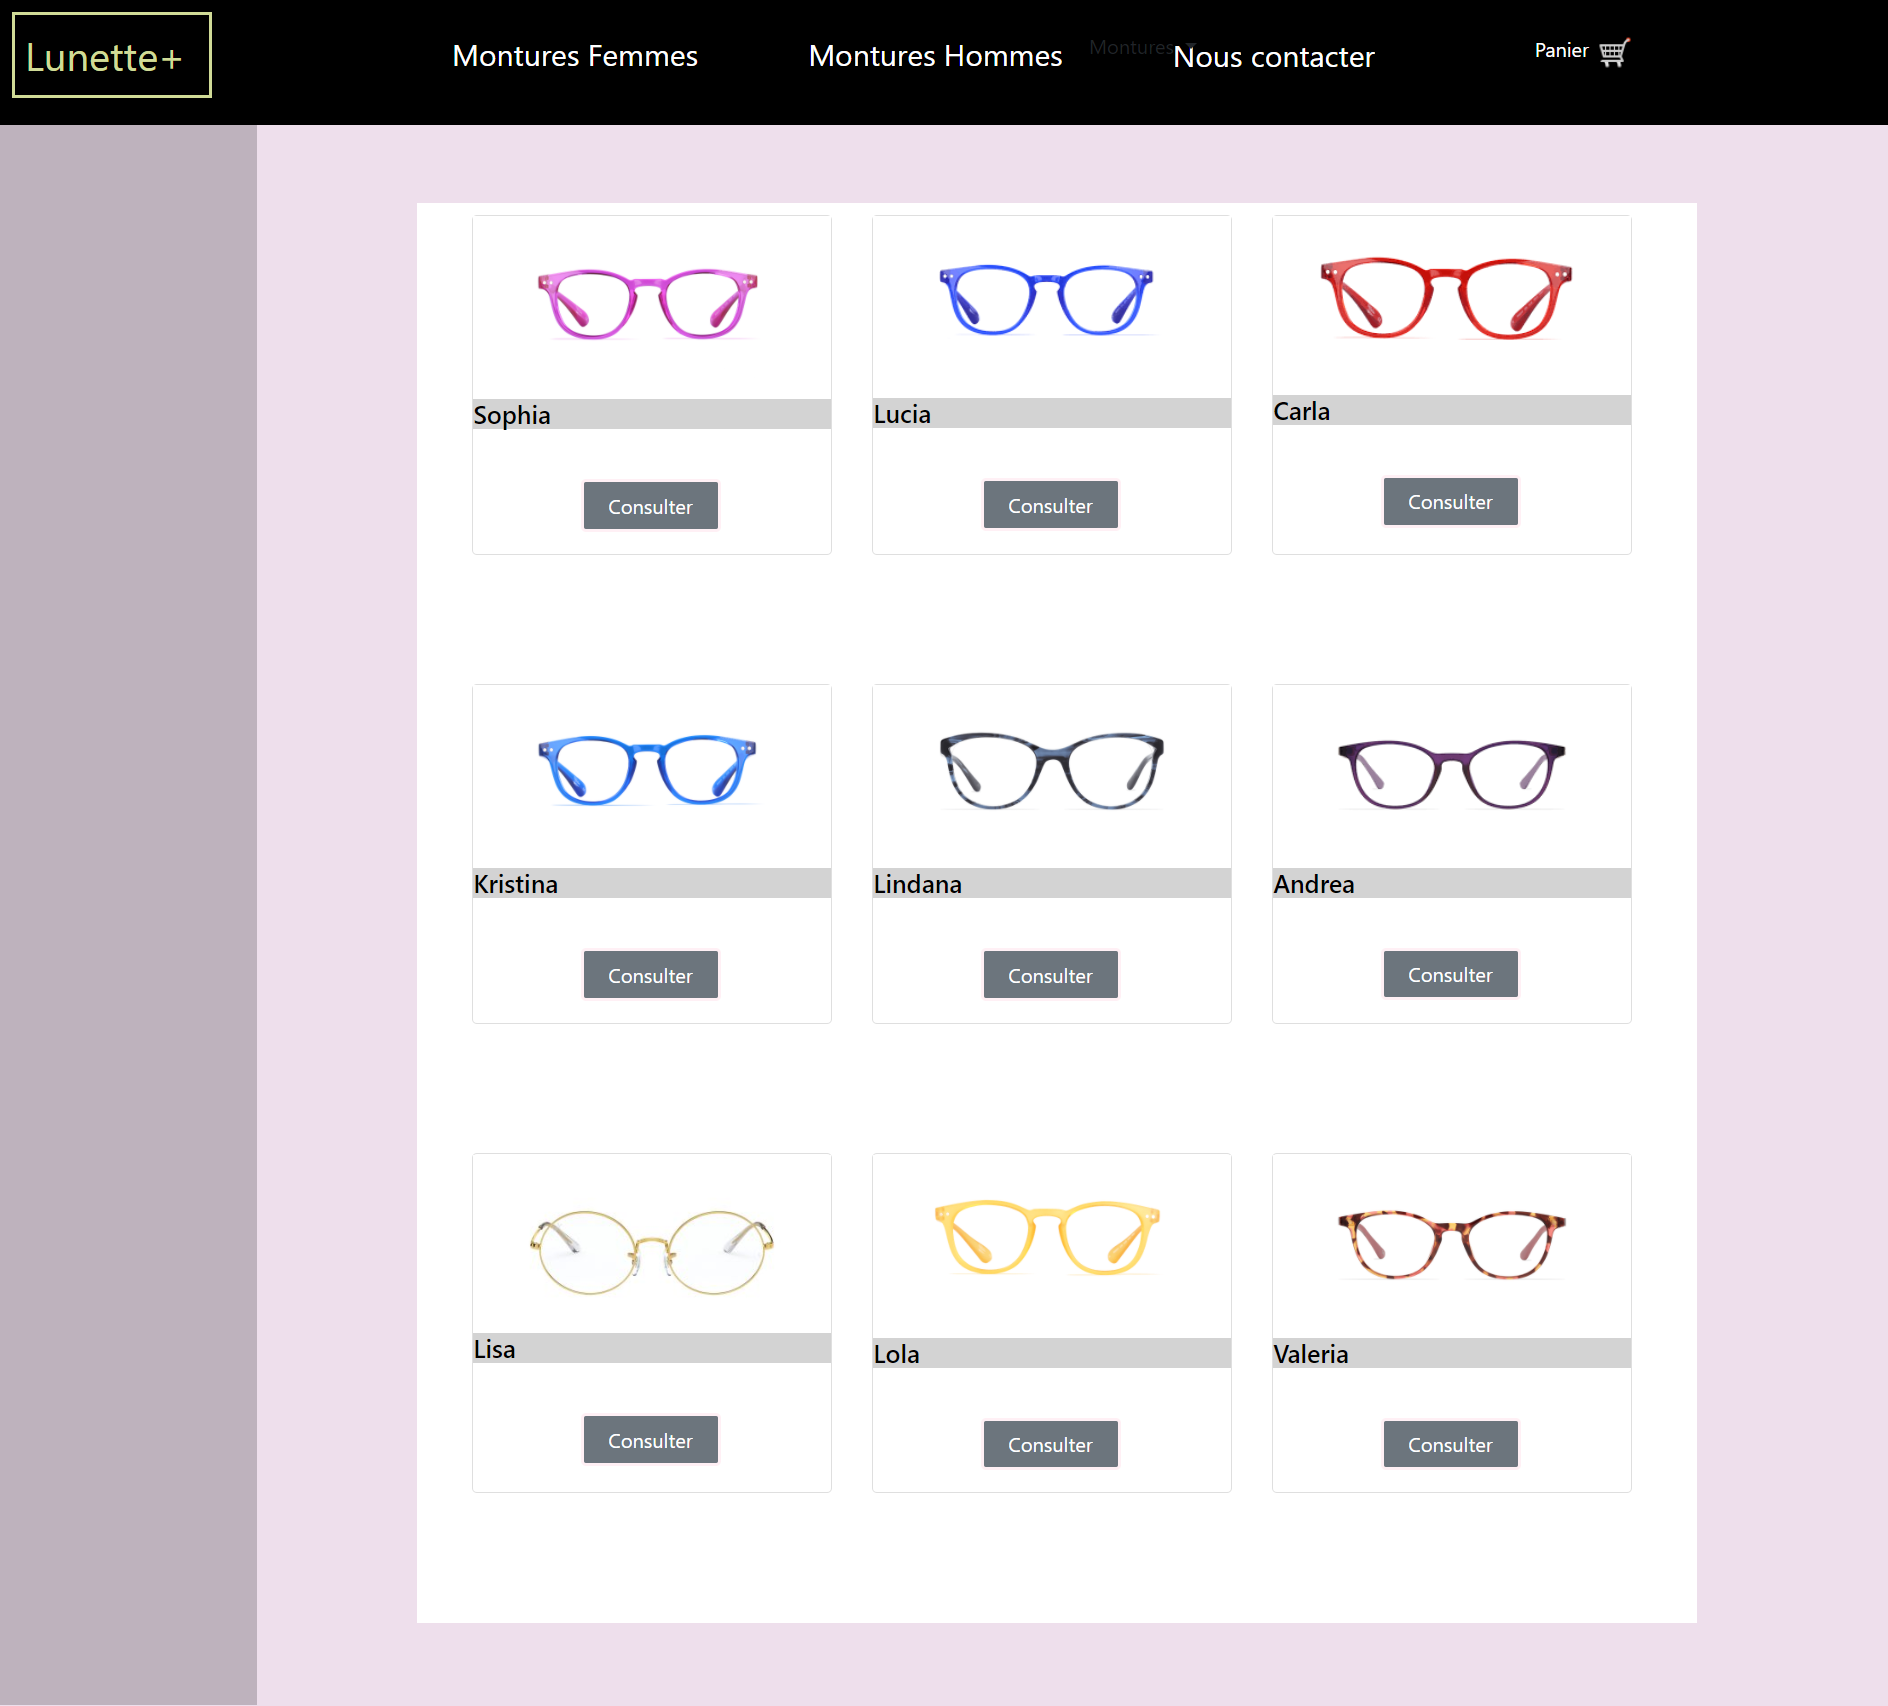 Lunette+
Montures Femmes
Montures Hommes
Montures
Nous contacter
Panier
Sophia
Lucia
Carla
Consulter
Consulter
Consulter
Kristina
Lindana
Andrea
Consulter
Consulter
Consulter
Lisa
Lola
Valeria
Consulter
Consulter
Consulter